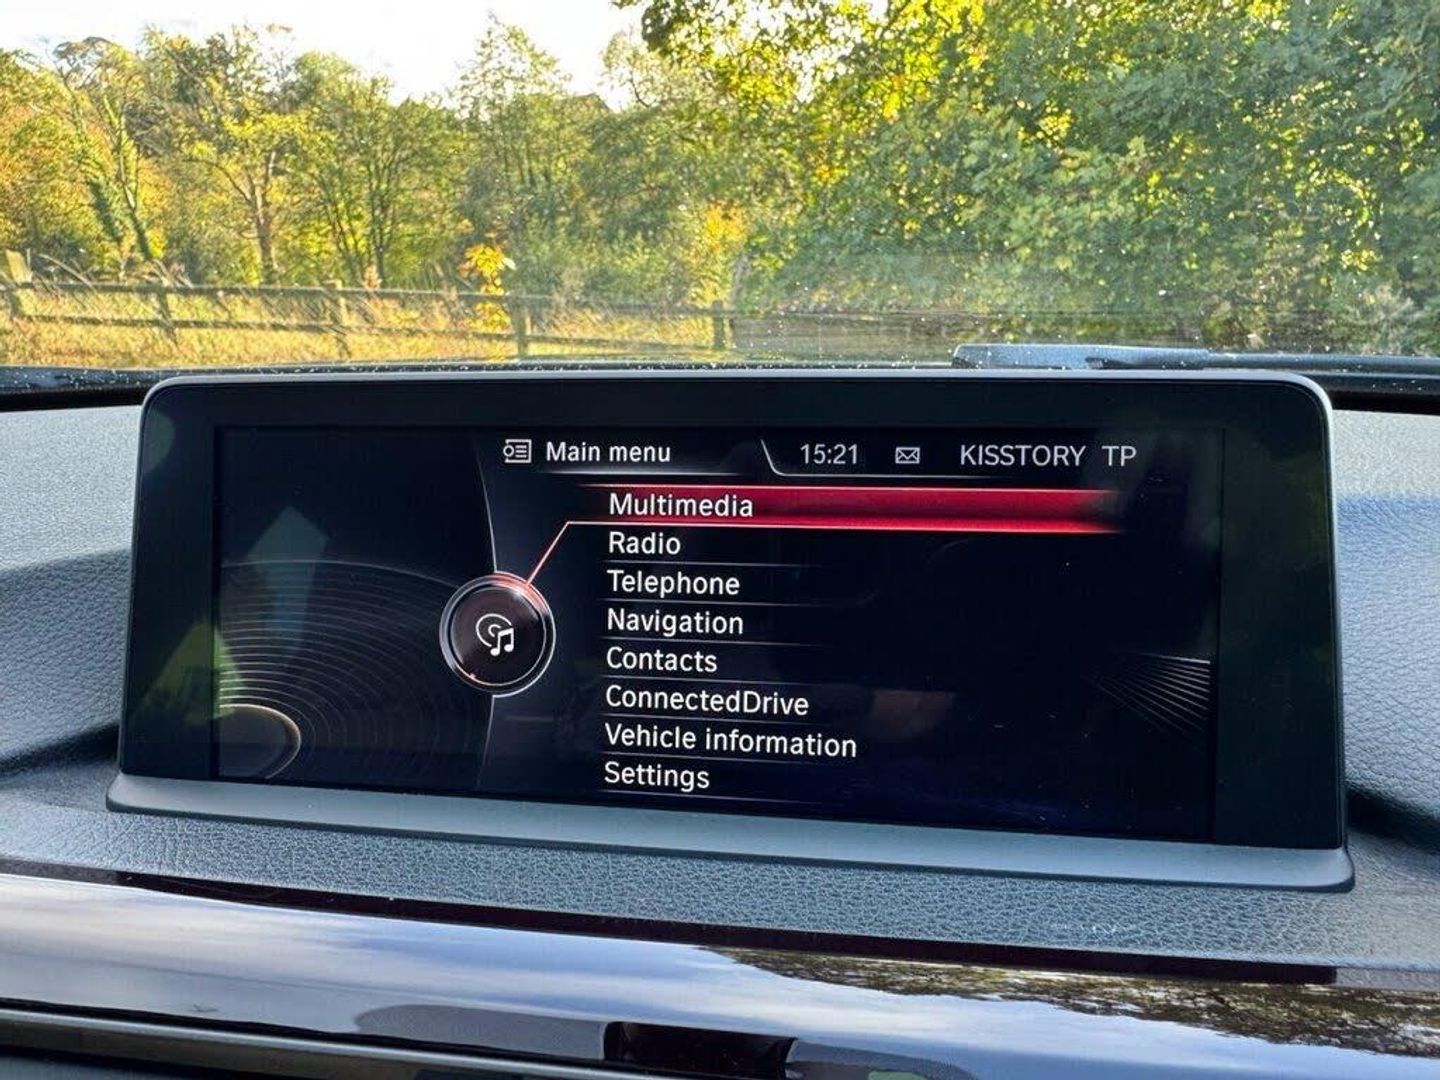 Main menu 15:21 KISSTORY TP
Multimedia
Radio
Telephone
Navigation
Contacts
ConnectedDrive
Vehicle information
Settings